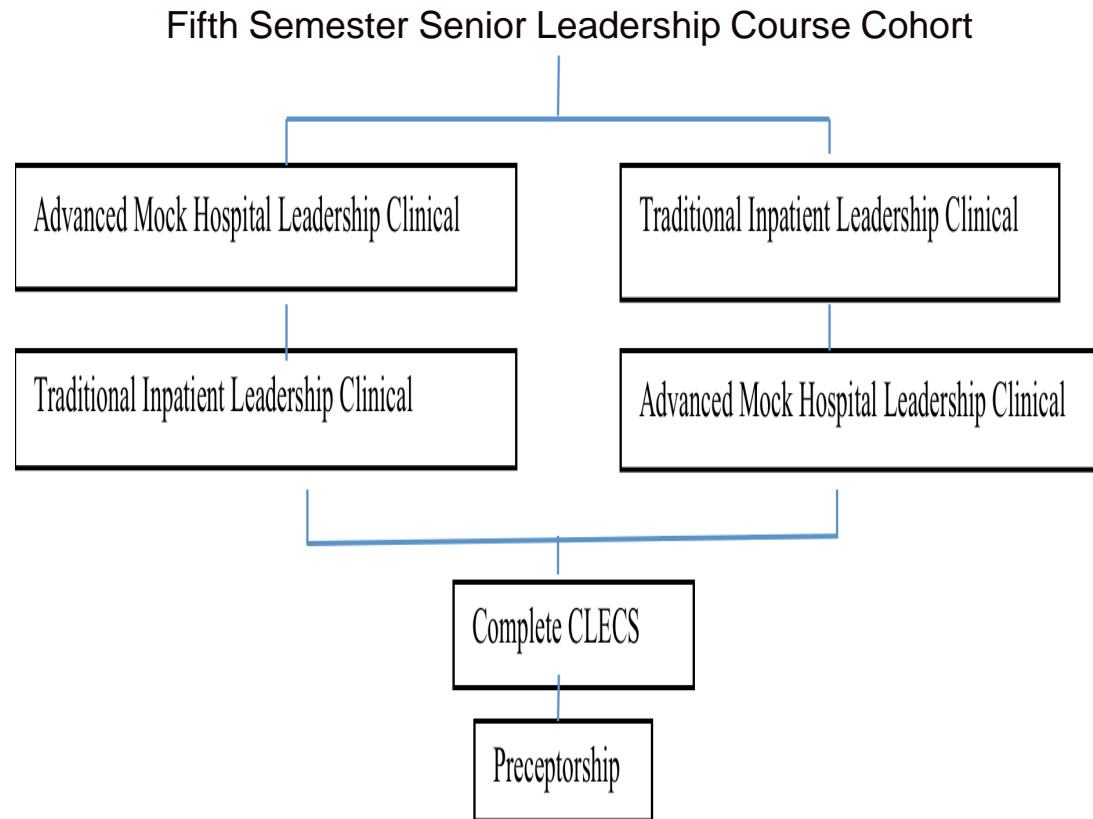 Fifth Semester Senior Leadership Course Cohort
Advanced Mock Hospital Leadership Clinical
Traditional Inpatient Leadership Clinical
Traditional Inpatient Leadership Clinical
Advanced Mock Hospital Leadership Clinical
Complete CLECS
Preceptorship